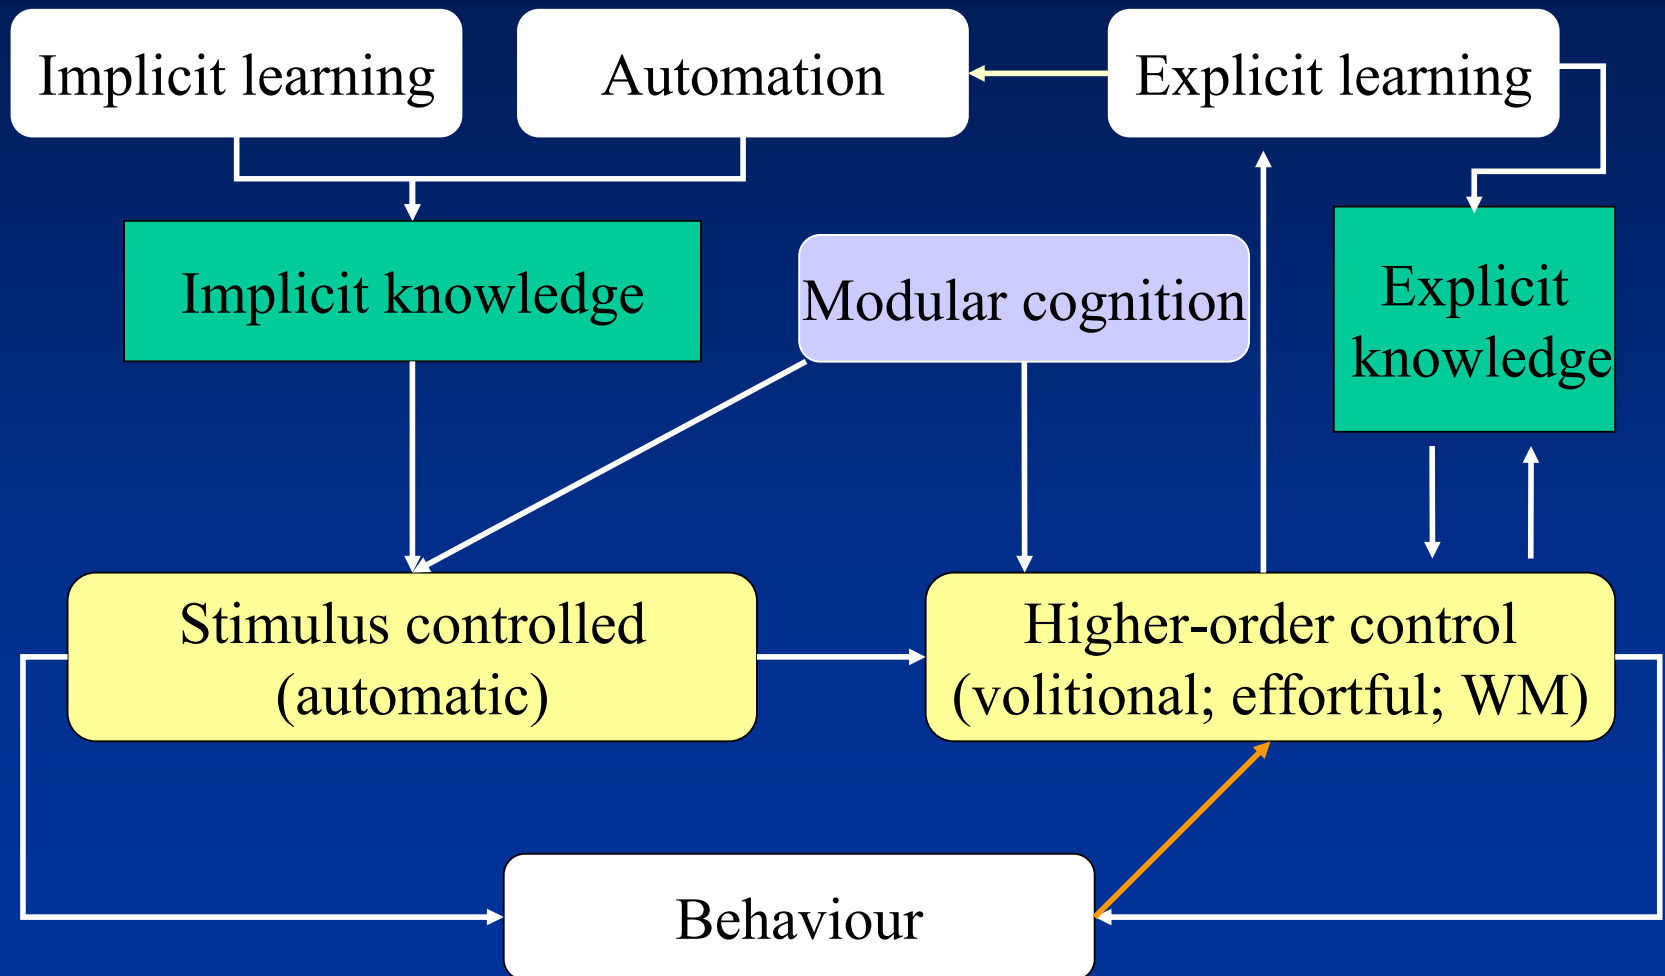 Implicit learning
Automation
Explicit learning
Implicit knowledge
Modular cognition
Explicit
knowledge
Stimulus controlled
(automatic)
Higher-order control
(volitional; effortful; WM)
Behaviour